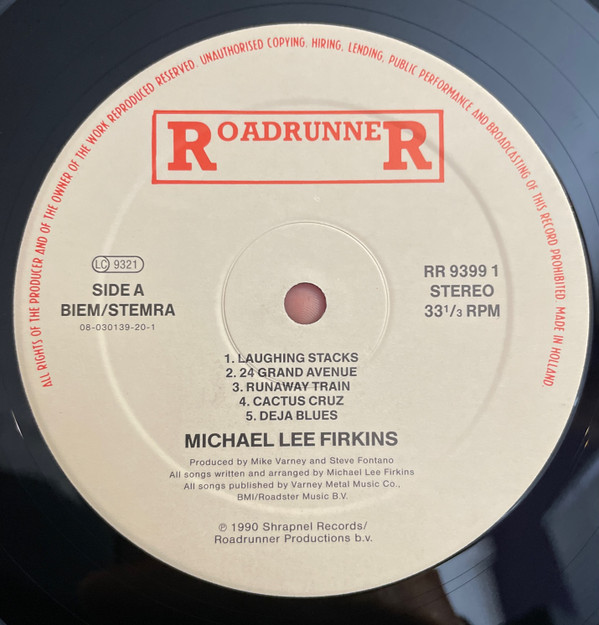 ALL RIGHTS OF THE PRODUCER AND OF THE OWNER OF THE WORK REPRODUCED RESERVED. UNAUTHORISED COPYING, HIRING, LENDING, PUBLIC PERFORMANCE AND BROADCASTING OF THIS RECORD PROHIBITED. MADE IN HOLLAND.
ROADRUNNER
LC 9321
SIDE A
BIEM/STEMRA
08-030139-20-1
RR 9399 1
STEREO
33 1/3 RPM
1. LAUGHING STACKS
2. 24 GRAND AVENUE
3. RUNAWAY TRAIN
4. CACTUS CRUZ
5. DEJA BLUES
MICHAEL LEE FIRKINS
Produced by Mike Varney and Steve Fontano
All songs written and arranged by Michael Lee Firkins
All songs published by Varney Metal Music Co.,
BMI/Roadster Music B.V.
℗ 1990 Shrapnel Records/
Roadrunner Productions b.v.